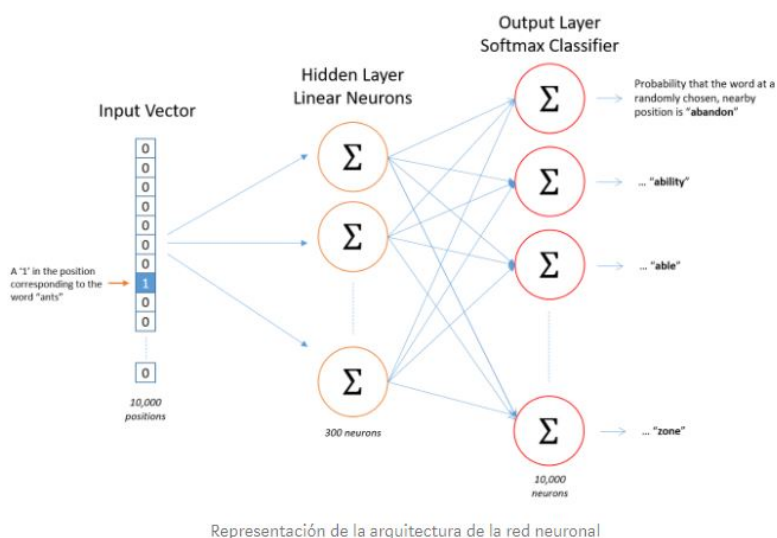 Output Layer
Softmax Classifier
Hidden Layer
Linear Neurons
Input Vector
0
0
0
0
0
0
0
1
0
0
0
A '1' in the position
corresponding to the
word "ants"
10,000
positions
Σ
Σ
Σ
300 neurons
Σ
Σ
Σ
Σ
10,000
neurons
Probability that the word at a
randomly chosen, nearby
position is "abandon"
... "ability"
... "able"
... "zone"
Representación de la arquitectura de la red neuronal